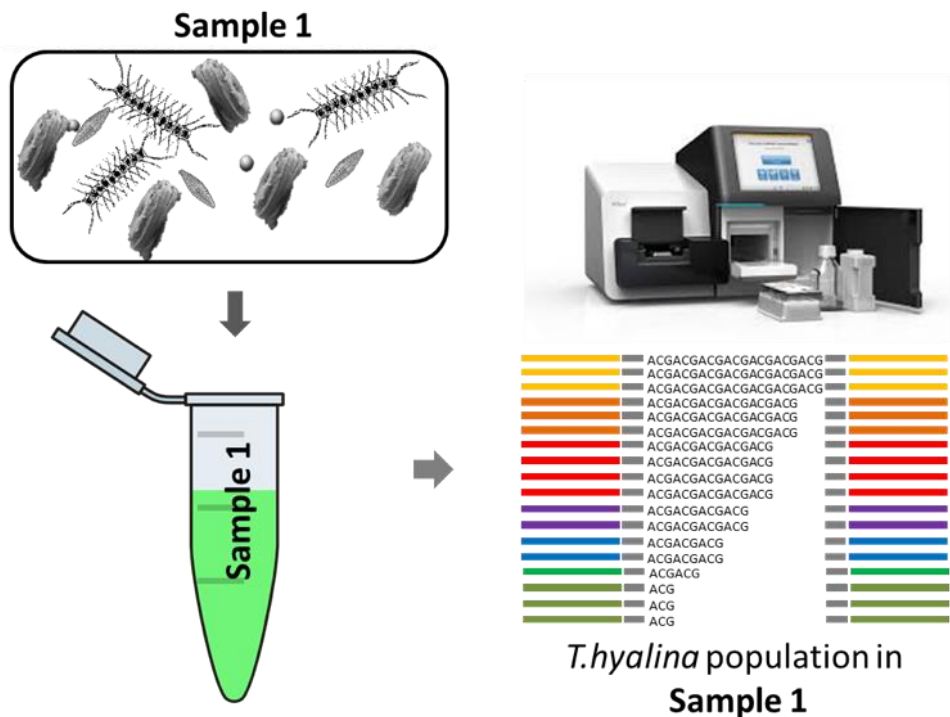 Sample 1
Sample 1
ACGACGACGACGACGACGACG
ACGACGACGACGACGACGACG
ACGACGACGACGACGACGACG
ACGACGACGACGACGACG
ACGACGACGACGACGACG
ACGACGACGACGACGACG
ACGACGACGACGACG
ACGACGACGACGACG
ACGACGACGACGACG
ACGACGACGACGACG
ACGACGACGACG
ACGACGACGACG
ACGACGACG
ACGACGACG
ACGACG
ACG
ACG
ACG
T.hyalina population in
Sample 1